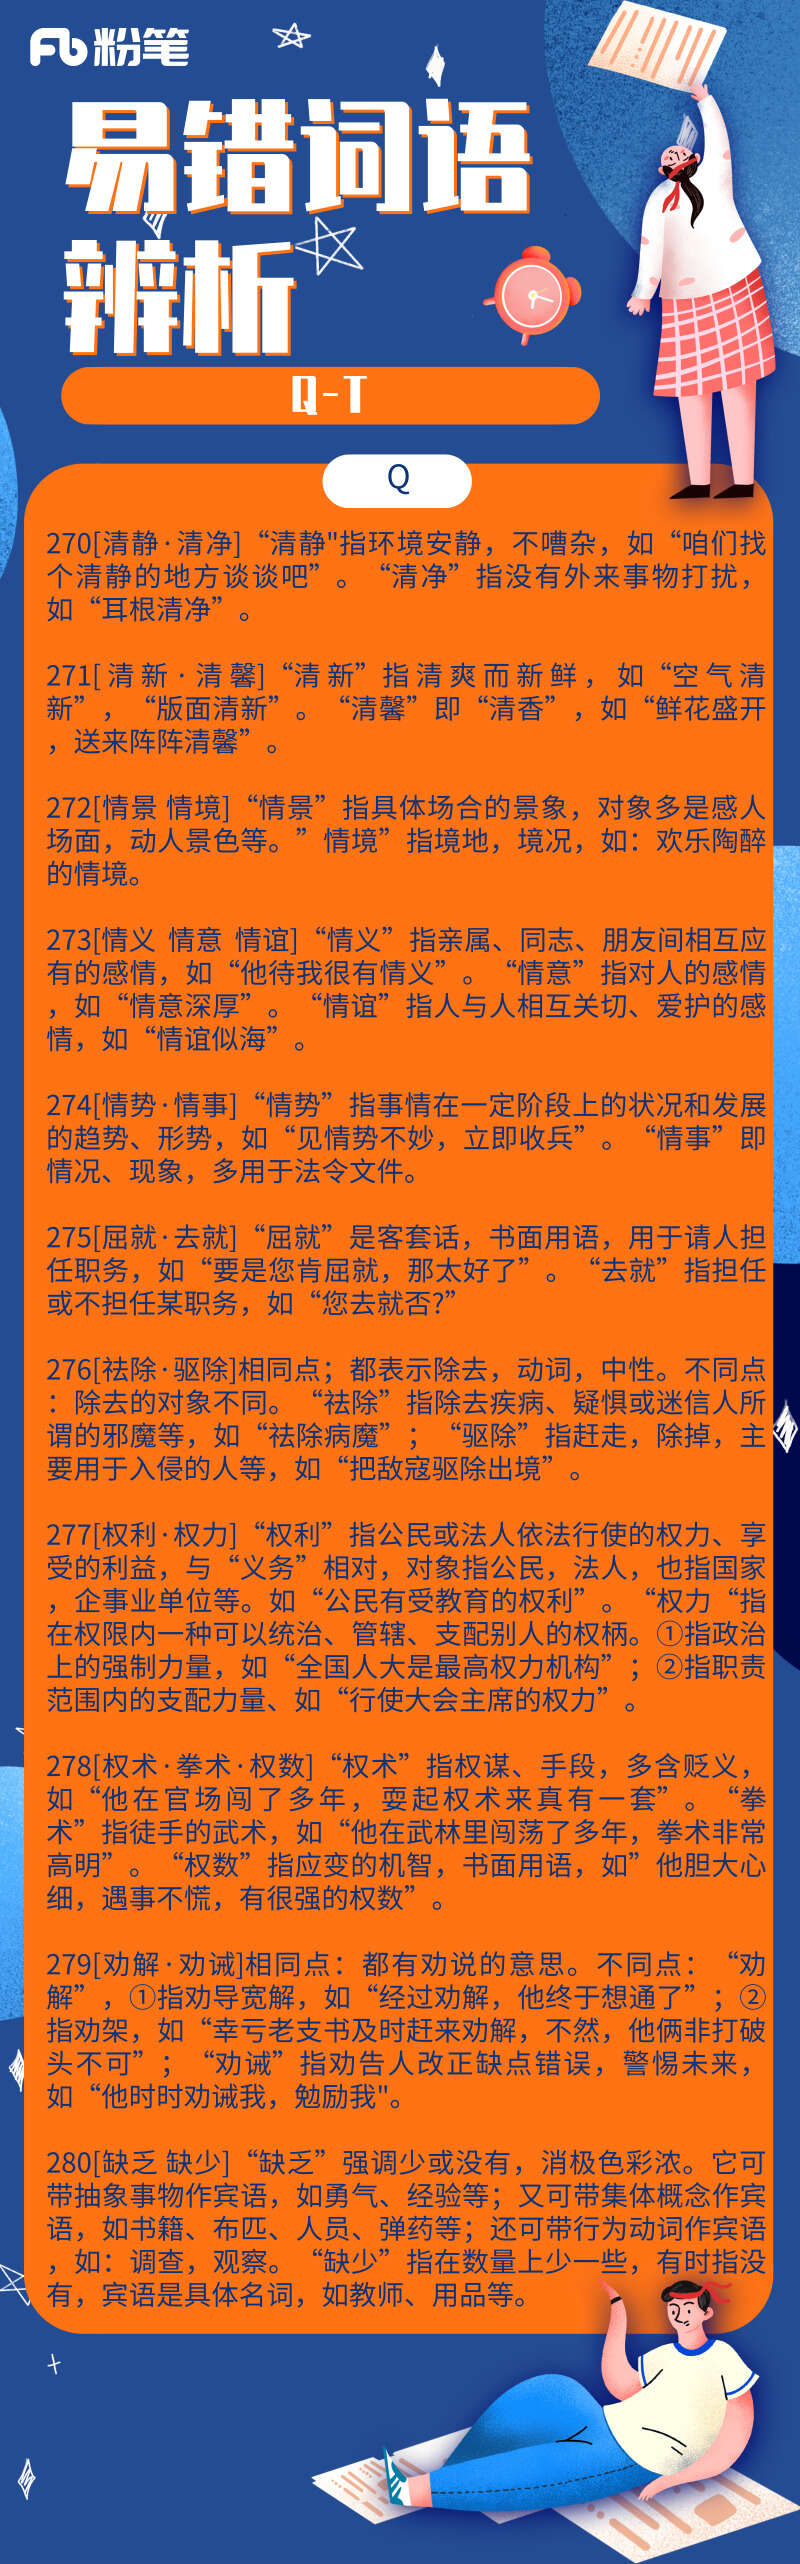 粉笔
易错词语
辨析
Q-T
Q
270[清静·清净]“清静"指环境安静，不嘈杂，如“咱们找
个清静的地方谈谈吧”。“清净”指没有外来事物打扰，
如“耳根清净”。
271[清新·清馨]“清新”指清爽而新鲜，如“空气清
新”，“版面清新”。“清馨”即“清香”，如“鲜花盛开
，送来阵阵清馨”。
272[情景 情境]“情景”指具体场合的景象，对象多是感人
场面，动人景色等。”情境”指境地，境况，如：欢乐陶醉
的情境。
273[情义 情意 情谊]“情义”指亲属、同志、朋友间相互应
有的感情，如“他待我很有情义”。“情意”指对人的感情
，如“情意深厚”。“情谊”指人与人相互关切、爱护的感
情，如“情谊似海”。
274[情势·情事]“情势”指事情在一定阶段上的状况和发展
的趋势、形势，如“见情势不妙，立即收兵”。“情事”即
情况、现象，多用于法令文件。
275[屈就·去就]“屈就”是客套话，书面用语，用于请人担
任职务，如“要是您肯屈就，那太好了”。“去就”指担任
或不担任某职务，如“您去就否?”
276[祛除·驱除]相同点；都表示除去，动词，中性。不同点
：除去的对象不同。“祛除”指除去疾病、疑惧或迷信人所
谓的邪魔等，如“祛除病魔”；“驱除”指赶走，除掉，主
要用于入侵的人等，如“把敌寇驱除出境”。
277[权利·权力]“权利”指公民或法人依法行使的权力、享
受的利益，与“义务”相对，对象指公民，法人，也指国家
，企事业单位等。如“公民有受教育的权利”。“权力“指
在权限内一种可以统治、管辖、支配别人的权柄。①指政治
上的强制力量，如“全国人大是最高权力机构”；②指职责
范围内的支配力量、如“行使大会主席的权力”。
278[权术·拳术·权数]“权术”指权谋、手段，多含贬义，
如“他在官场闯了多年，耍起权术来真有一套”。“拳
术”指徒手的武术，如“他在武林里闯荡了多年，拳术非常
高明”。“权数”指应变的机智，书面用语，如”他胆大心
细，遇事不慌，有很强的权数”。
279[劝解·劝诫]相同点：都有劝说的意思。不同点：“劝
解”，①指劝导宽解，如“经过劝解，他终于想通了”；②
指劝架，如“幸亏老支书及时赶来劝解，不然，他俩非打破
头不可”；“劝诫”指劝告人改正缺点错误，警惕未来，
如“他时时劝诫我，勉励我"。
280[缺乏 缺少]“缺乏”强调少或没有，消极色彩浓。它可
带抽象事物作宾语，如勇气、经验等；又可带集体概念作宾
语，如书籍、布匹、人员、弹药等；还可带行为动词作宾语
，如：调查，观察。“缺少”指在数量上少一些，有时指没
有，宾语是具体名词，如教师、用品等。